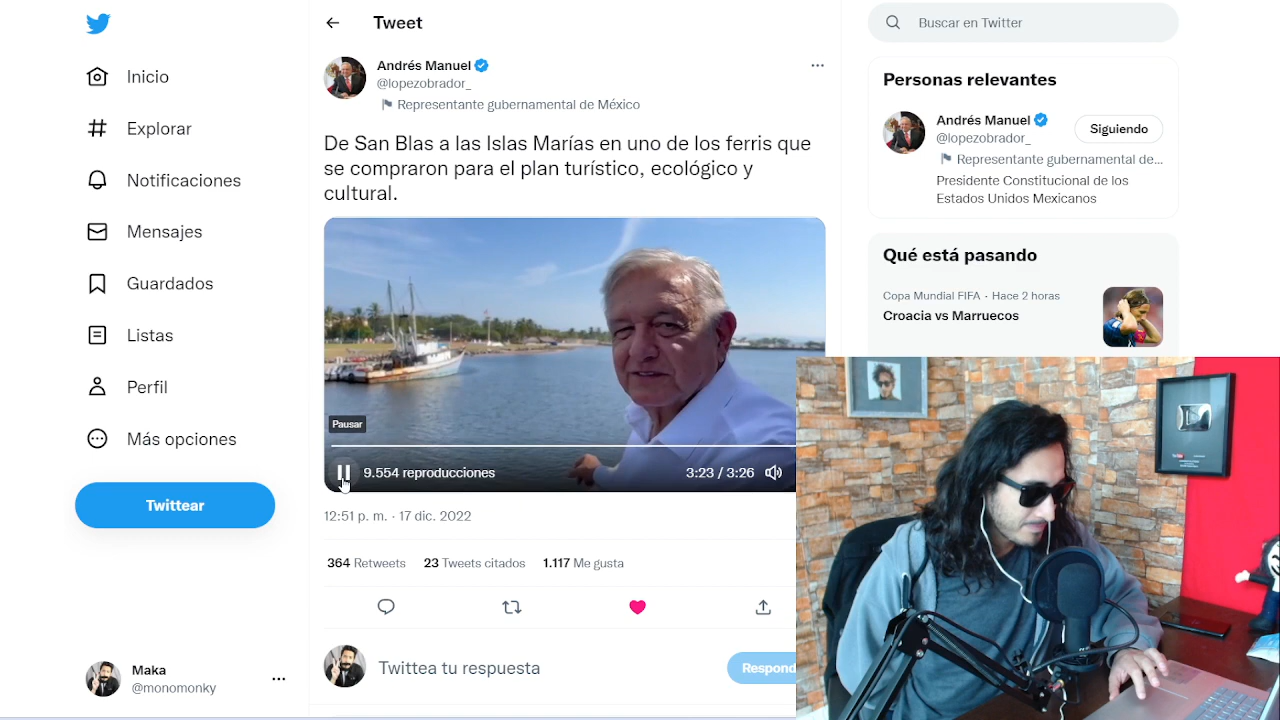 Inicio
Explorar
Notificaciones
Mensajes
Guardados
Listas
Perfil
Más opciones
Twittear
Maka
@monomonky
Tweet
Andrés Manuel
@lopezobrador_
Representante gubernamental de México
De San Blas a las Islas Marías en uno de los ferris que
se compraron para el plan turístico, ecológico y
cultural.
Pausar
9.554 reproducciones
3:23 / 3:26
12:51 p. m. · 17 dic. 2022
364 Retweets 23 Tweets citados 1.117 Me gusta
Twittea tu respuesta
Respond
Buscar en Twitter
Personas relevantes
Andrés Manuel
@lopezobrador_
Siguiendo
Representante gubernamental de...
Presidente Constitucional de los
Estados Unidos Mexicanos
Qué está pasando
Copa Mundial FIFA · Hace 2 horas
Croacia vs Marruecos